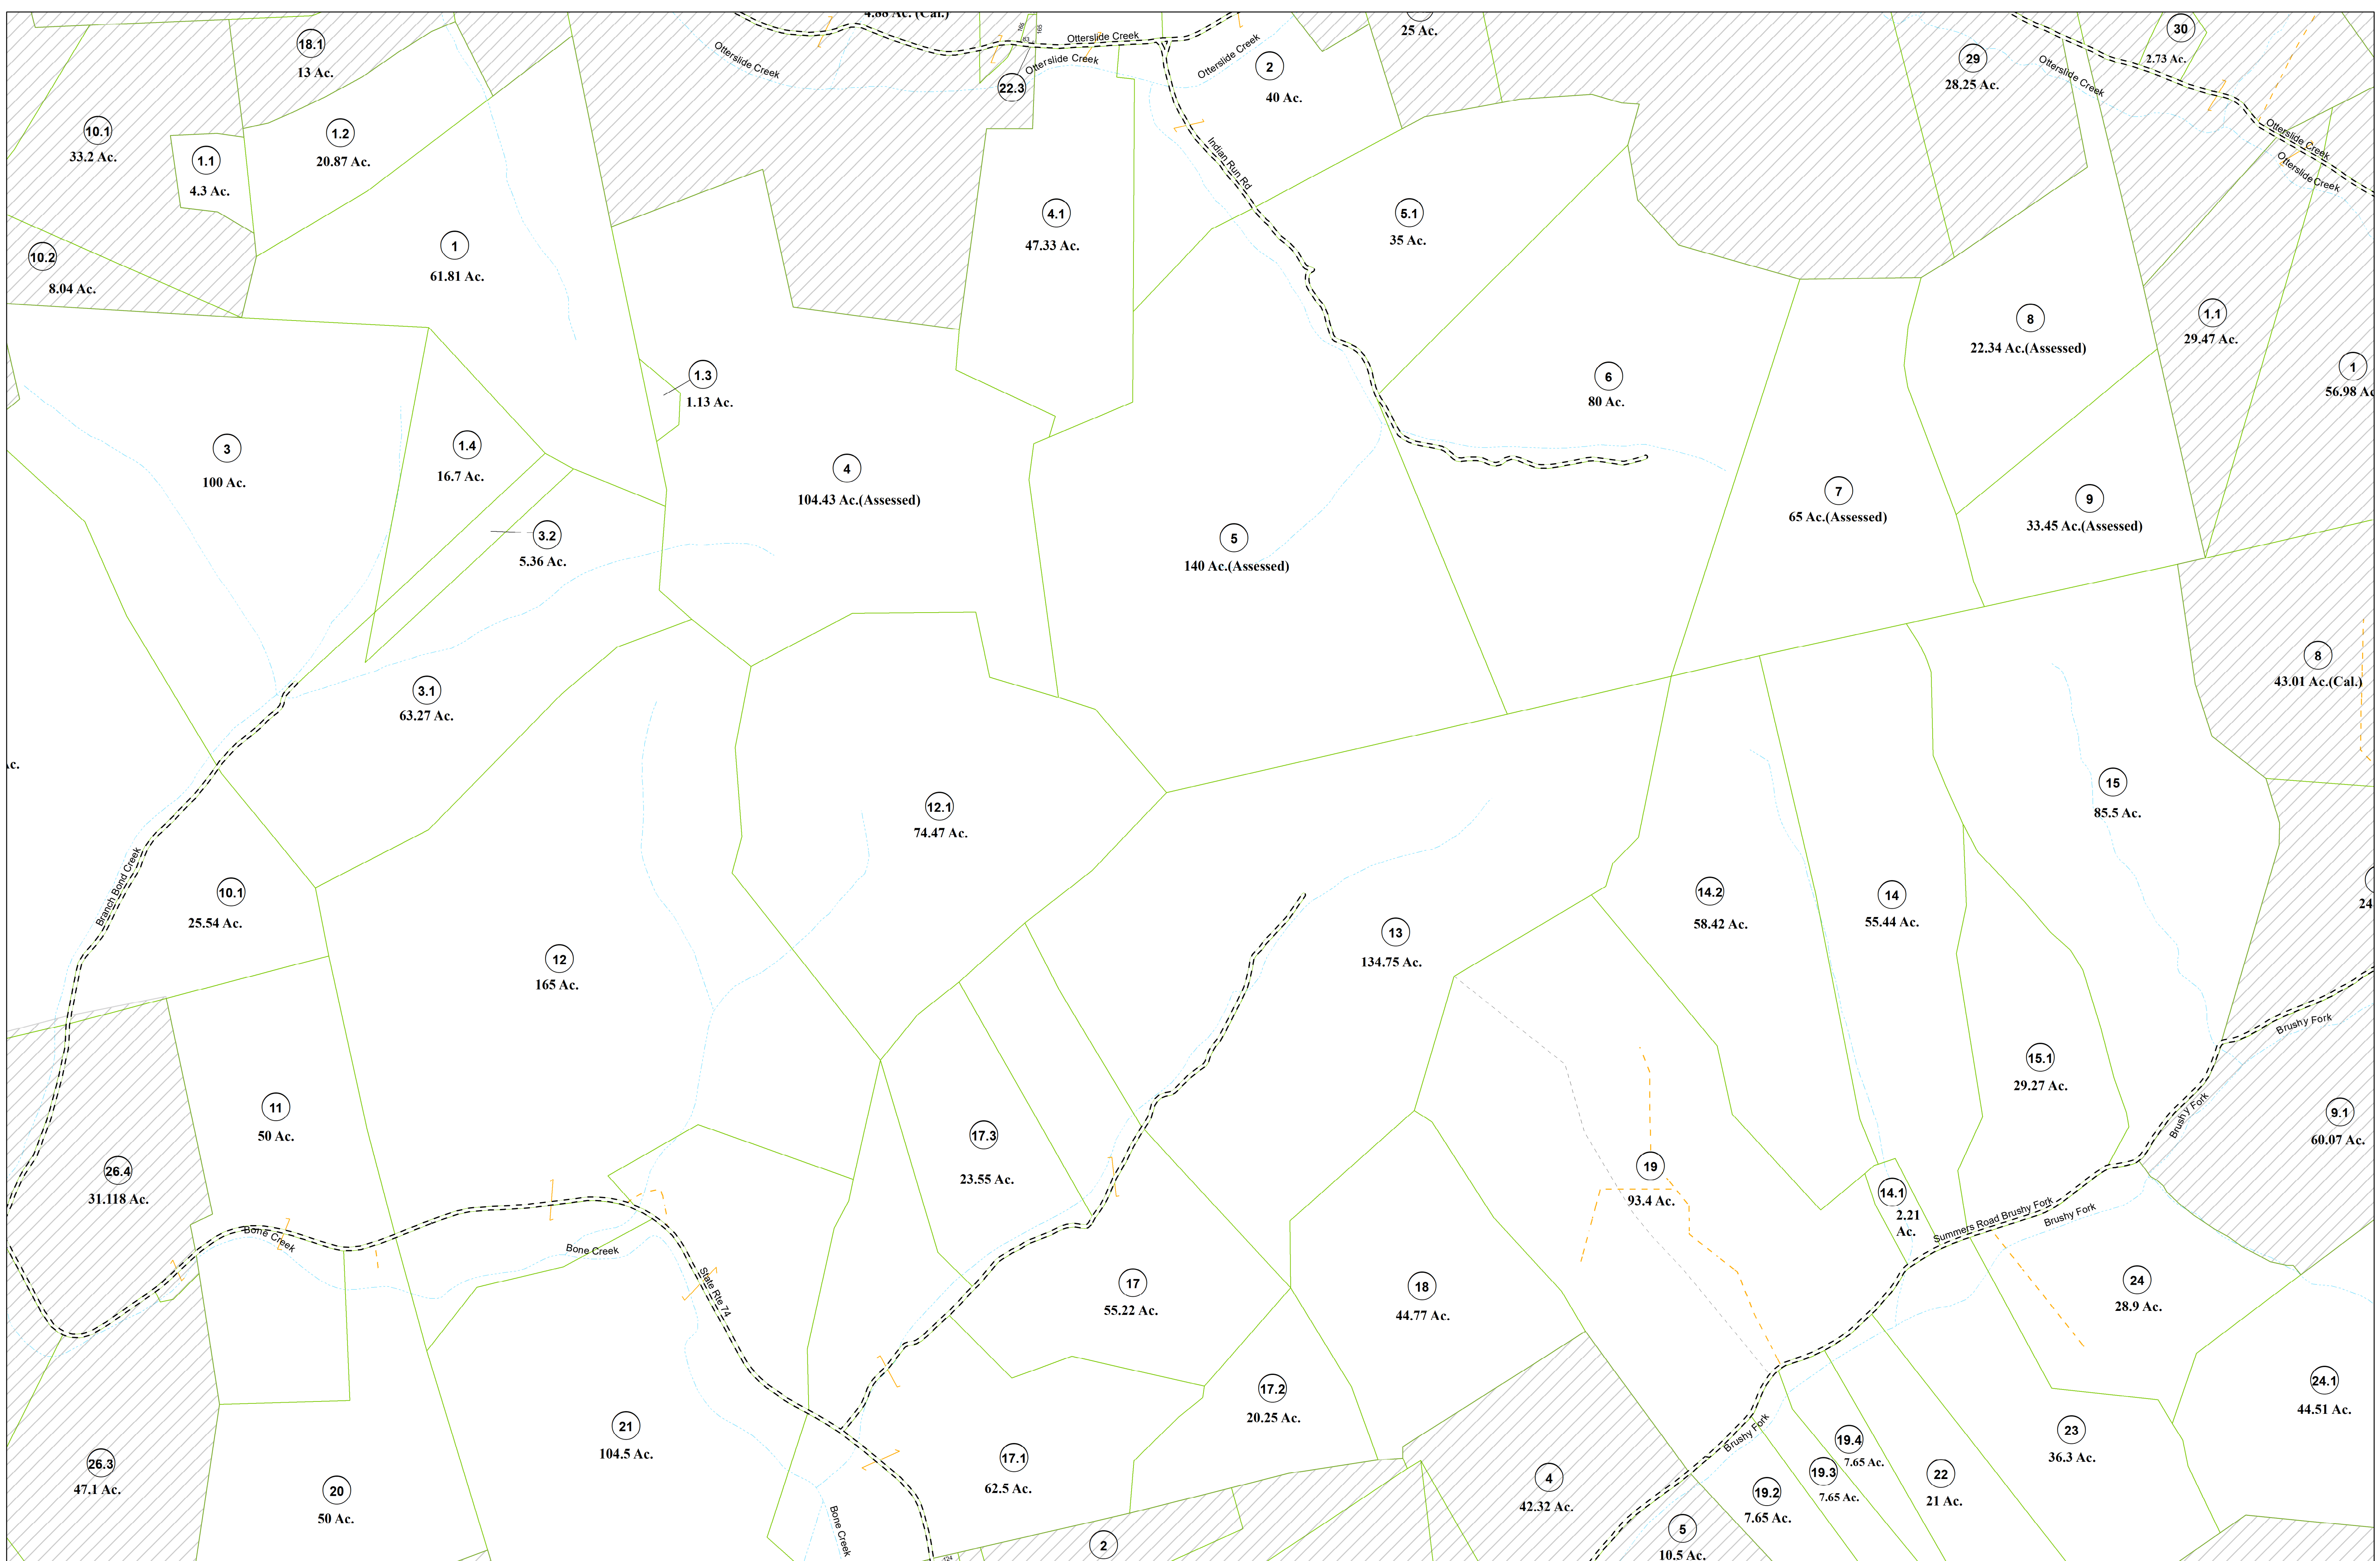 4.88 Ac. (Cal.)
18.1
13 Ac.
Otterslide Creek
Otterslide Creek
165
83
165
22.3
Otterslide Creek
Otterslide Creek
2
40 Ac.
25 Ac.
29
28.25 Ac.
30
2.73 Ac.
Otterslide Creek
Otterslide Creek
Otterslide Creek
10.1
33.2 Ac.
1.1
4.3 Ac.
1.2
20.87 Ac.
Indian Run Rd
10.2
8.04 Ac.
1
61.81 Ac.
4.1
47.33 Ac.
5.1
35 Ac.
8
22.34 Ac.(Assessed)
1.1
29.47 Ac.
1
56.98 Ac
1.3
1.13 Ac.
6
80 Ac.
3
100 Ac.
1.4
16.7 Ac.
4
104.43 Ac.(Assessed)
7
65 Ac.(Assessed)
9
33.45 Ac.(Assessed)
3.2
5.36 Ac.
5
140 Ac.(Assessed)
3.1
63.27 Ac.
8
43.01 Ac.(Cal.)
Ac.
12.1
74.47 Ac.
15
85.5 Ac.
Branch Bond Creek
10.1
25.54 Ac.
14.2
58.42 Ac.
14
55.44 Ac.
24
12
165 Ac.
13
134.75 Ac.
Brushy Fork
15.1
29.27 Ac.
11
50 Ac.
17.3
23.55 Ac.
Brushy Fork
9.1
60.07 Ac.
26.4
31.118 Ac.
19
93.4 Ac.
14.1
2.21
Ac.
Summers Road Brushy Fork
Brushy Fork
Bone Creek
Bone Creek
State Rte 74
17
55.22 Ac.
18
44.77 Ac.
24
28.9 Ac.
17.2
20.25 Ac.
24.1
44.51 Ac.
21
104.5 Ac.
Brushy Fork
19.4
7.65 Ac.
23
36.3 Ac.
26.3
47.1 Ac.
17.1
62.5 Ac.
4
42.32 Ac.
19.3
7.65 Ac.
22
21 Ac.
20
50 Ac.
19.2
7.65 Ac.
Bone Creek
2
5
10.5 Ac.
124